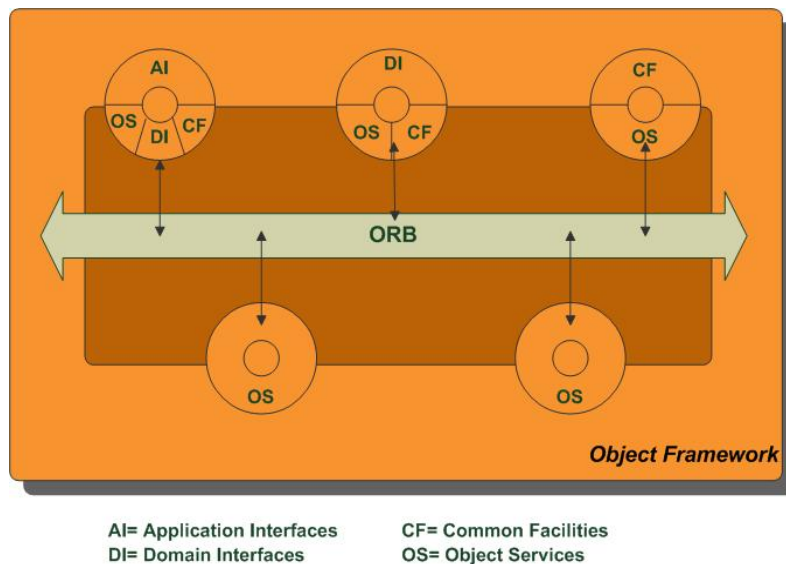 AI
DI
CF
OS
DI
CF
OS
CF
OS
ORB
OS
OS
Object Framework
AI= Application Interfaces
CF= Common Facilities
DI= Domain Interfaces
OS= Object Services